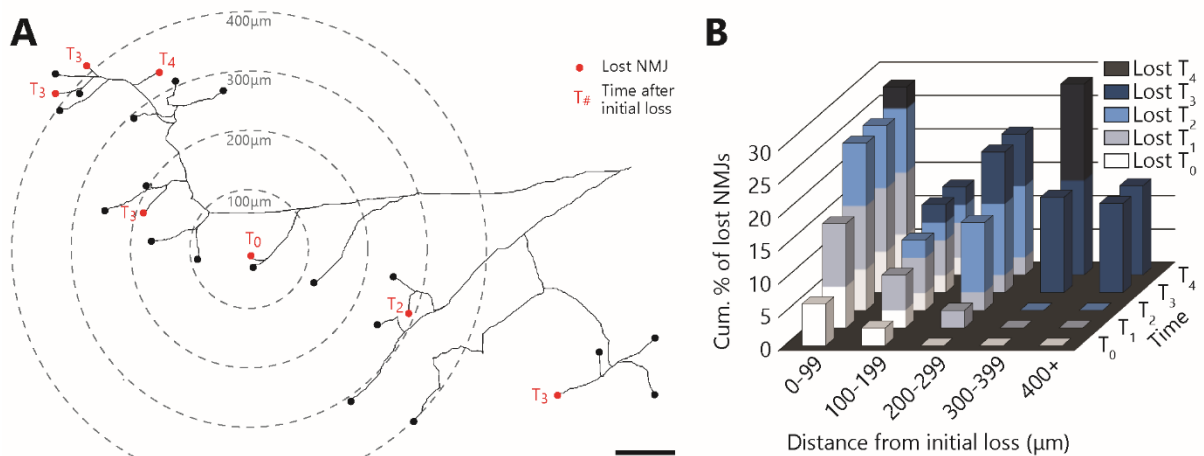 A
400µm
300µm
200µm
100µm
T3
T4
T3
T3
T0
T2
T3
Lost NMJ
T# Time after
initial loss
B
Lost T4
Lost T3
Lost T2
Lost T1
Lost T0
Cum. % of lost NMJs
30
25
20
15
10
5
0
0-99
100-199
200-299
300-399
400+
T4
T3
T2
T1
T0
Time
Distance from initial loss (µm)